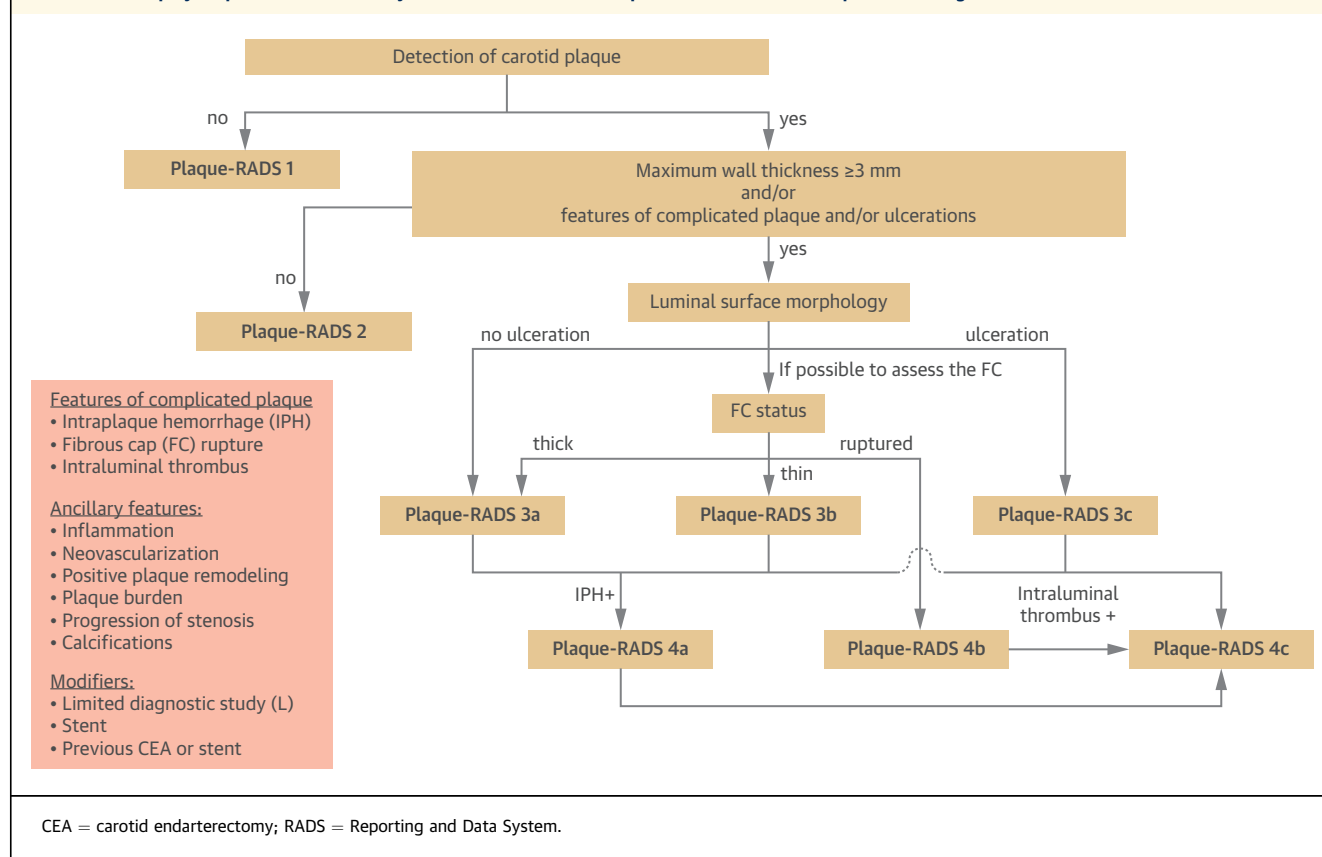 Detection of carotid plaque
no
yes
Plaque-RADS 1
Maximum wall thickness ≥3 mm
and/or
features of complicated plaque and/or ulcerations
no
yes
Plaque-RADS 2
Luminal surface morphology
no ulceration
ulceration
If possible to assess the FC
FC status
thick
ruptured
thin
Plaque-RADS 3a
Plaque-RADS 3b
Plaque-RADS 3c
IPH+
Intraluminal
thrombus +
Plaque-RADS 4a
Plaque-RADS 4b
Plaque-RADS 4c
Features of complicated plaque
• Intraplaque hemorrhage (IPH)
• Fibrous cap (FC) rupture
• Intraluminal thrombus
Ancillary features:
• Inflammation
• Neovascularization
• Positive plaque remodeling
• Plaque burden
• Progression of stenosis
• Calcifications
Modifiers:
• Limited diagnostic study (L)
• Stent
• Previous CEA or stent
CEA = carotid endarterectomy; RADS = Reporting and Data System.